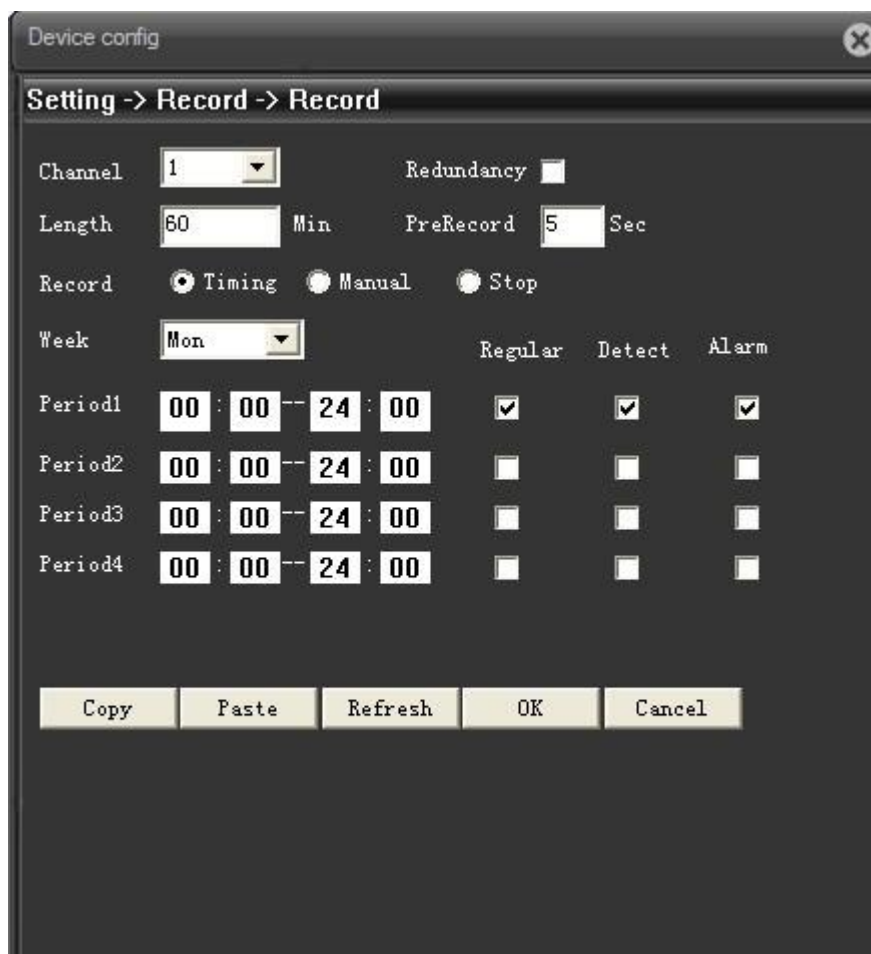 Device config
Setting -> Record -> Record
Channel 1 Redundancy
Length 60 Min PreRecord 5 Sec
Record Timing Manual Stop
Week Mon Regular Detect Alarm
Period1 00 : 00 -- 24 : 00
Period2 00 : 00 -- 24 : 00
Period3 00 : 00 -- 24 : 00
Period4 00 : 00 -- 24 : 00
Copy Paste Refresh OK Cancel